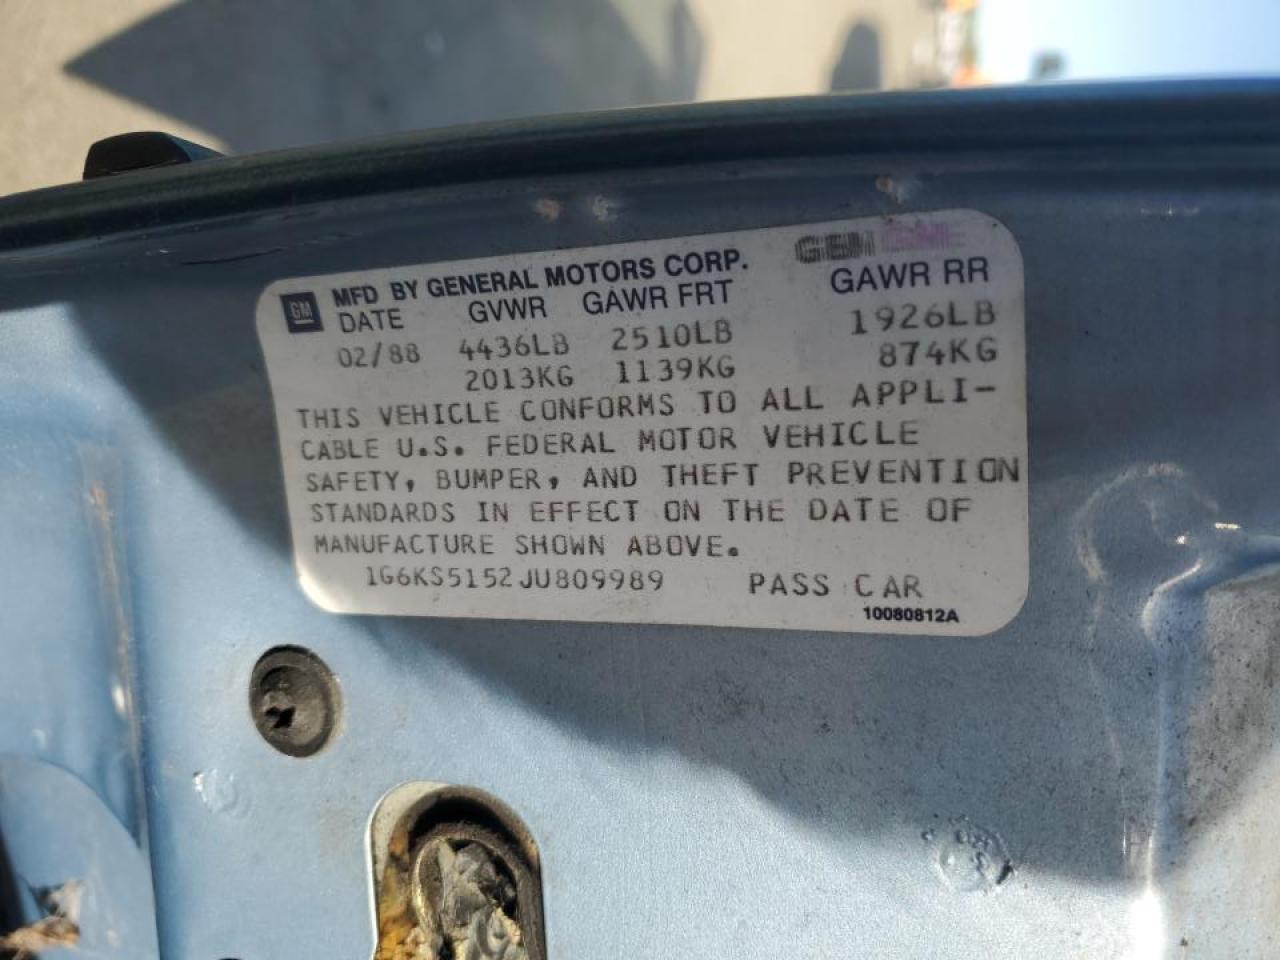 GM MFD BY GENERAL MOTORS CORP.
DATE GVWR GAWR FRT GAWR RR
02/88 4436LB 2510LB 1926LB
2013KG 1139KG 874KG
THIS VEHICLE CONFORMS TO ALL APPLI-
CABLE U.S. FEDERAL MOTOR VEHICLE
SAFETY, BUMPER, AND THEFT PREVENTION
STANDARDS IN EFFECT ON THE DATE OF
MANUFACTURE SHOWN ABOVE.
1G6KS5152JU809989 PASS CAR
10080812A